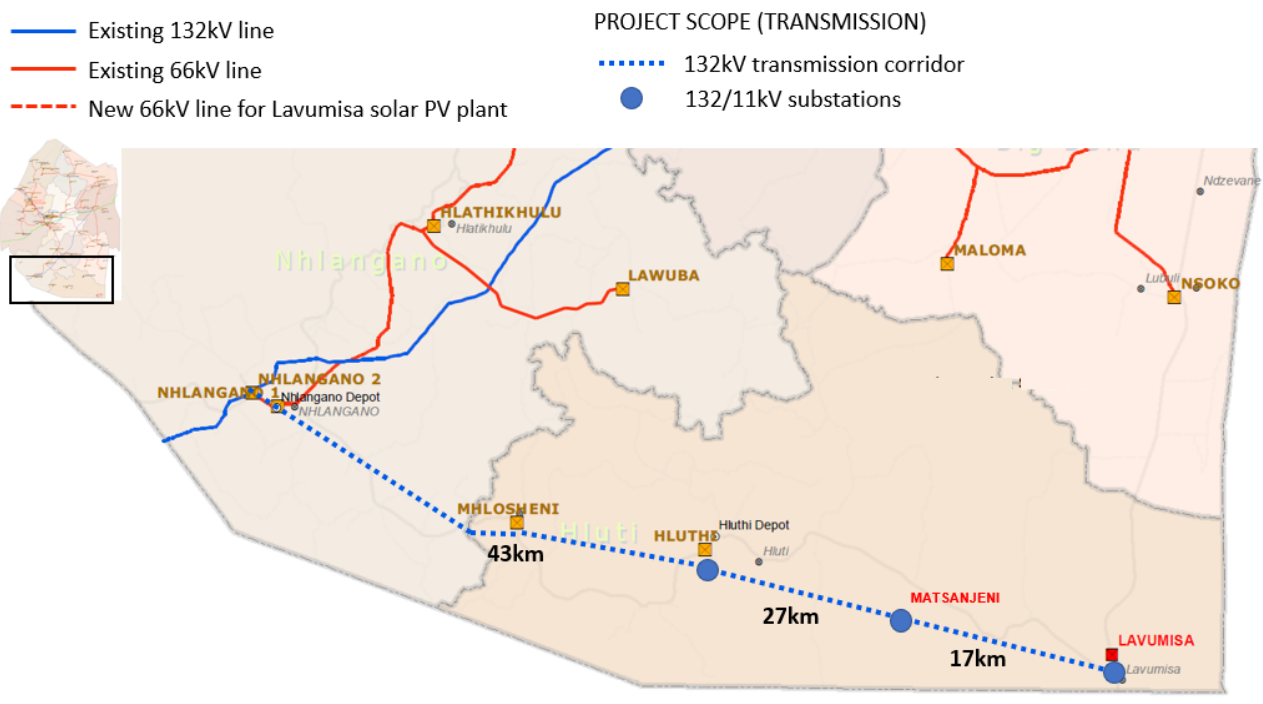 Existing 132kV line
Existing 66kV line
New 66kV line for Lavumisa solar PV plant
PROJECT SCOPE (TRANSMISSION)
132kV transmission corridor
132/11kV substations
Ndzevane
HLATHIKHULU
Hlatikhulu
Nhlangano
MALOMA
LAWUBA
Lubuli
NSOKO
NHLANGANO 2
NHLANGANO 1
Nhlangano Depot
NHLANGANO
MHLOSHENI
Hluti
43km
HLUTHI
Hluthi Depot
Hluti
27km
MATSANJENI
17km
LAVUMISA
Lavumisa